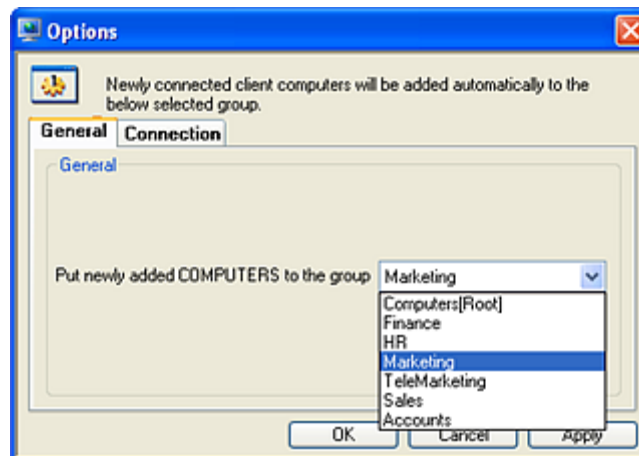 Options
Newly connected client computers will be added automatically to the
below selected group.
General Connection
General
Put newly added COMPUTERS to the group Marketing
Computers[Root]
Finance
HR
Marketing
TeleMarketing
Sales
Accounts
OK Cancel Apply